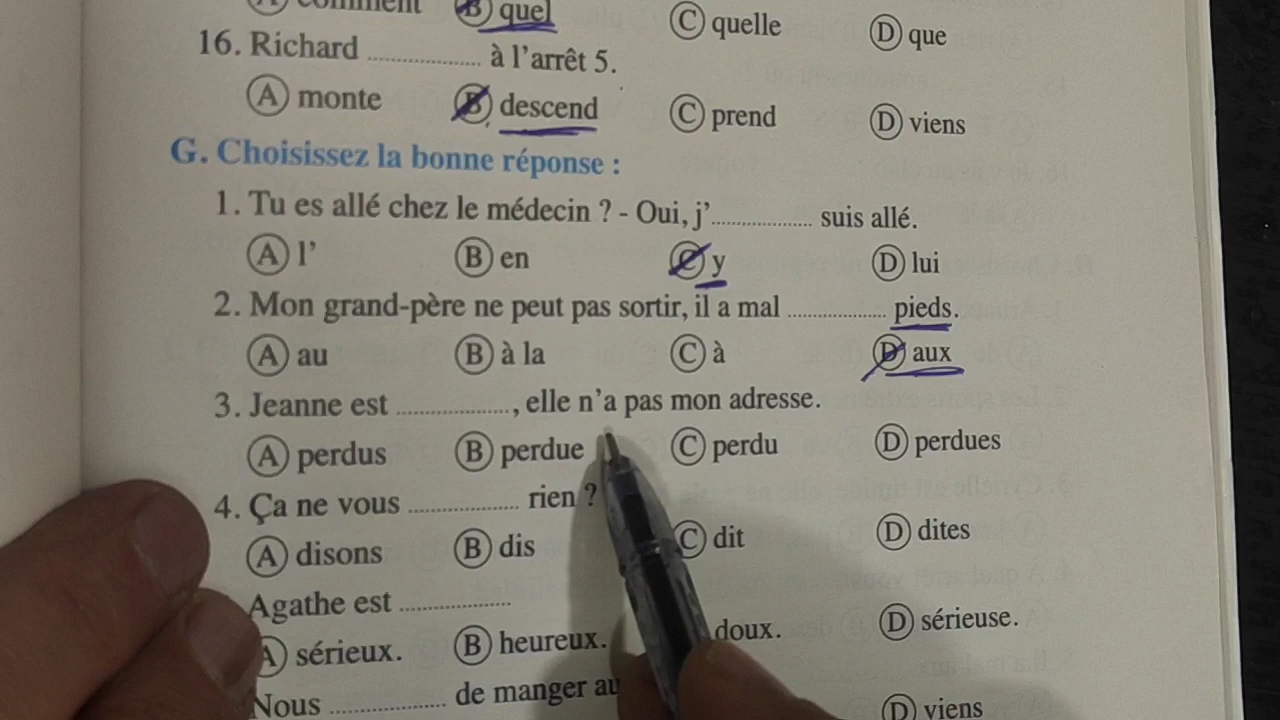 comment B quel C quelle D que
16. Richard .................. à l'arrêt 5.
A monte B descend C prend D viens
G. Choisissez la bonne réponse :
1. Tu es allé chez le médecin ? - Oui, j'................ suis allé.
A l' B en C y D lui
2. Mon grand-père ne peut pas sortir, il a mal ................ pieds.
A au B à la C à D aux
3. Jeanne est .................., elle n'a pas mon adresse.
A perdus B perdue C perdu D perdues
4. Ça ne vous .................. rien ?
A disons B dis C dit D dites
Agathe est ..................
A sérieux. B heureux. doux. D sérieuse.
Nous .................. de manger au
D viens